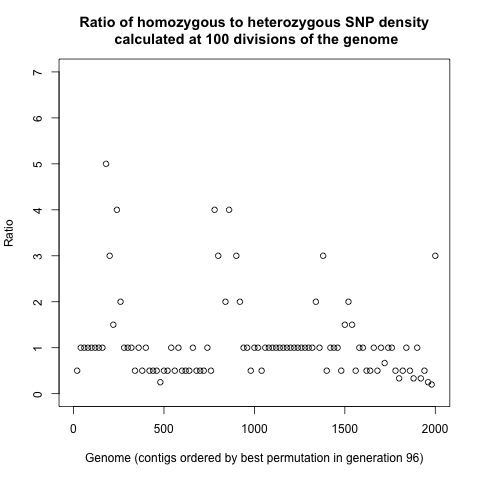 Ratio of homozygous to heterozygous SNP density
calculated at 100 divisions of the genome
7
6
5
4
3
2
1
0
Ratio
0 500 1000 1500 2000
Genome (contigs ordered by best permutation in generation 96)